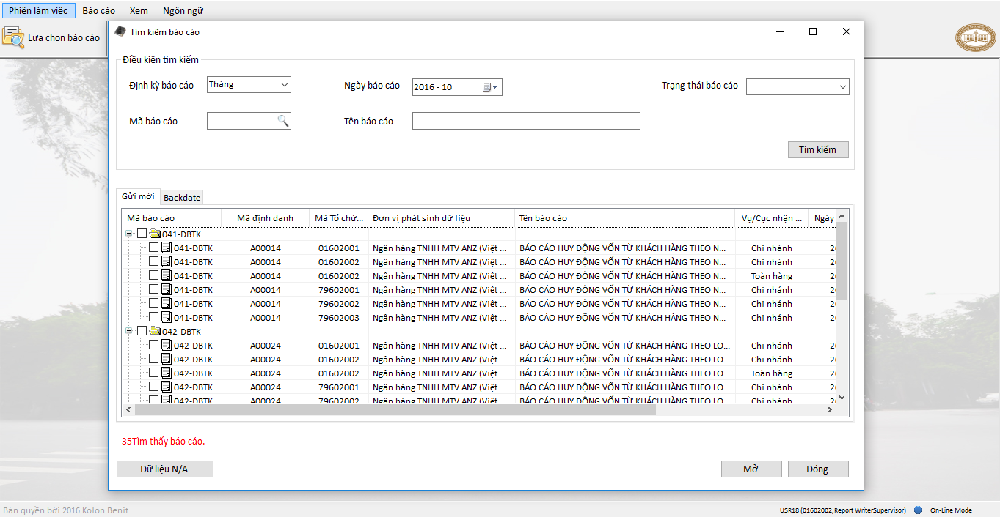 Phiên làm việc Báo cáo Xem Ngôn ngữ
Lựa chọn báo cáo
Tìm kiếm báo cáo
Điều kiện tìm kiếm
Định kỳ báo cáo Tháng Ngày báo cáo 2016 - 10 Trạng thái báo cáo
Mã báo cáo Tên báo cáo
Tìm kiếm
Gửi mới Backdate
Mã báo cáo Mã định danh Mã Tổ chứ... Đơn vị phát sinh dữ liệu Tên báo cáo Vụ/Cục nhận ... Ngày
041-DBTK
041-DBTK A00014 01602001 Ngân hàng TNHH MTV ANZ (Việt ... BÁO CÁO HUY ĐỘNG VỐN TỪ KHÁCH HÀNG THEO N... Chi nhánh 2
041-DBTK A00014 01602002 Ngân hàng TNHH MTV ANZ (Việt ... BÁO CÁO HUY ĐỘNG VỐN TỪ KHÁCH HÀNG THEO N... Chi nhánh 2
041-DBTK A00014 01602002 Ngân hàng TNHH MTV ANZ (Việt ... BÁO CÁO HUY ĐỘNG VỐN TỪ KHÁCH HÀNG THEO N... Toàn hàng 2
041-DBTK A00014 79602001 Ngân hàng TNHH MTV ANZ (Việt ... BÁO CÁO HUY ĐỘNG VỐN TỪ KHÁCH HÀNG THEO N... Chi nhánh 2
041-DBTK A00014 79602002 Ngân hàng TNHH MTV ANZ (Việt ... BÁO CÁO HUY ĐỘNG VỐN TỪ KHÁCH HÀNG THEO N... Chi nhánh 2
041-DBTK A00014 79602003 Ngân hàng TNHH MTV ANZ (Việt ... BÁO CÁO HUY ĐỘNG VỐN TỪ KHÁCH HÀNG THEO N... Chi nhánh 2
042-DBTK
042-DBTK A00024 01602001 Ngân hàng TNHH MTV ANZ (Việt ... BÁO CÁO HUY ĐỘNG VỐN TỪ KHÁCH HÀNG THEO LO... Chi nhánh 2
042-DBTK A00024 01602002 Ngân hàng TNHH MTV ANZ (Việt ... BÁO CÁO HUY ĐỘNG VỐN TỪ KHÁCH HÀNG THEO LO... Chi nhánh 2
042-DBTK A00024 01602002 Ngân hàng TNHH MTV ANZ (Việt ... BÁO CÁO HUY ĐỘNG VỐN TỪ KHÁCH HÀNG THEO LO... Toàn hàng 2
042-DBTK A00024 79602001 Ngân hàng TNHH MTV ANZ (Việt ... BÁO CÁO HUY ĐỘNG VỐN TỪ KHÁCH HÀNG THEO LO... Chi nhánh 2
042-DBTK A00024 79602002 Ngân hàng TNHH MTV ANZ (Việt BÁO CÁO HUY ĐỘNG VỐN TỪ KHÁCH HÀNG THEO LO Chi nhánh 2
35Tìm thấy báo cáo.
Dữ liệu N/A Mở Đóng
Bản quyền bởi 2016 Kolon Benit. USR18 (01602002,Report WriterSupervisor) On-Line Mode